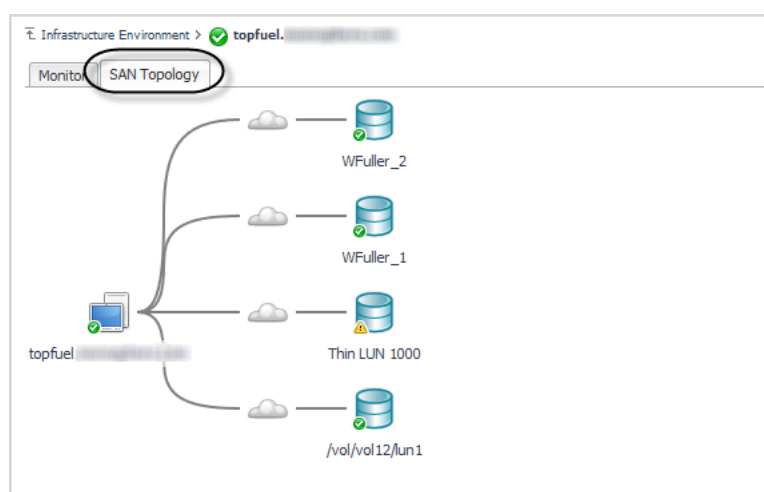 Infrastructure Environment > topfuel.
Monitor
SAN Topology
WFuller_2
WFuller_1
topfuel.
Thin LUN 1000
/vol/vol12/lun1